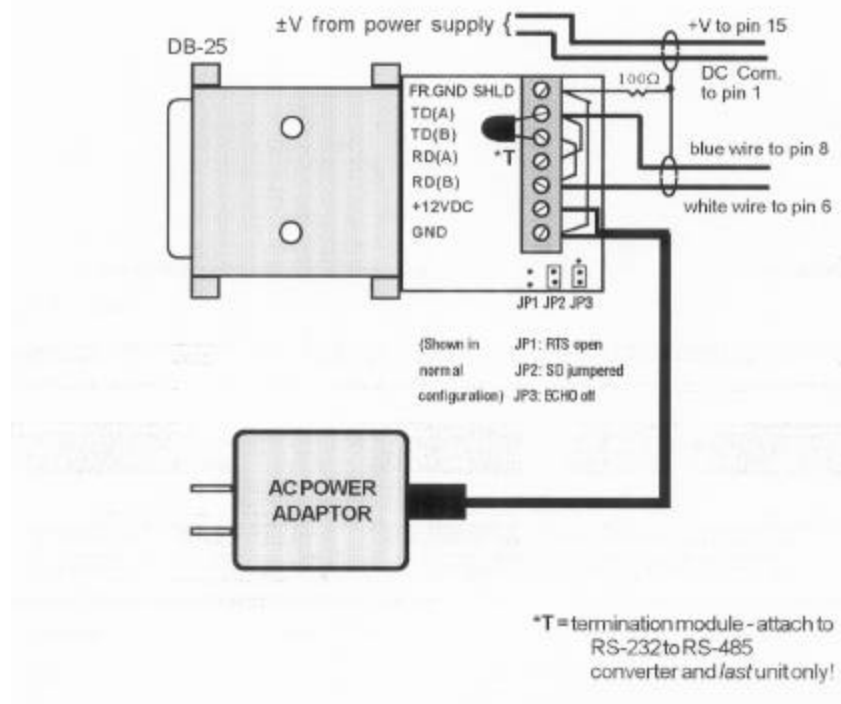 ±V from power supply {
+V to pin 15
DB-25
DC Com.
to pin 1
100Ω
FR.GND SHLD
TD(A)
TD(B)
RD(A)
*T
RD(B)
+12VDC
GND
blue wire to pin 8
white wire to pin 6
JP1 JP2 JP3
(Shown in
normal
configuration)
JP1: RTS open
JP2: SD jumpered
JP3: ECHO off
AC POWER
ADAPTOR
*T = termination module - attach to
RS-232 to RS-485
converter and last unit only!